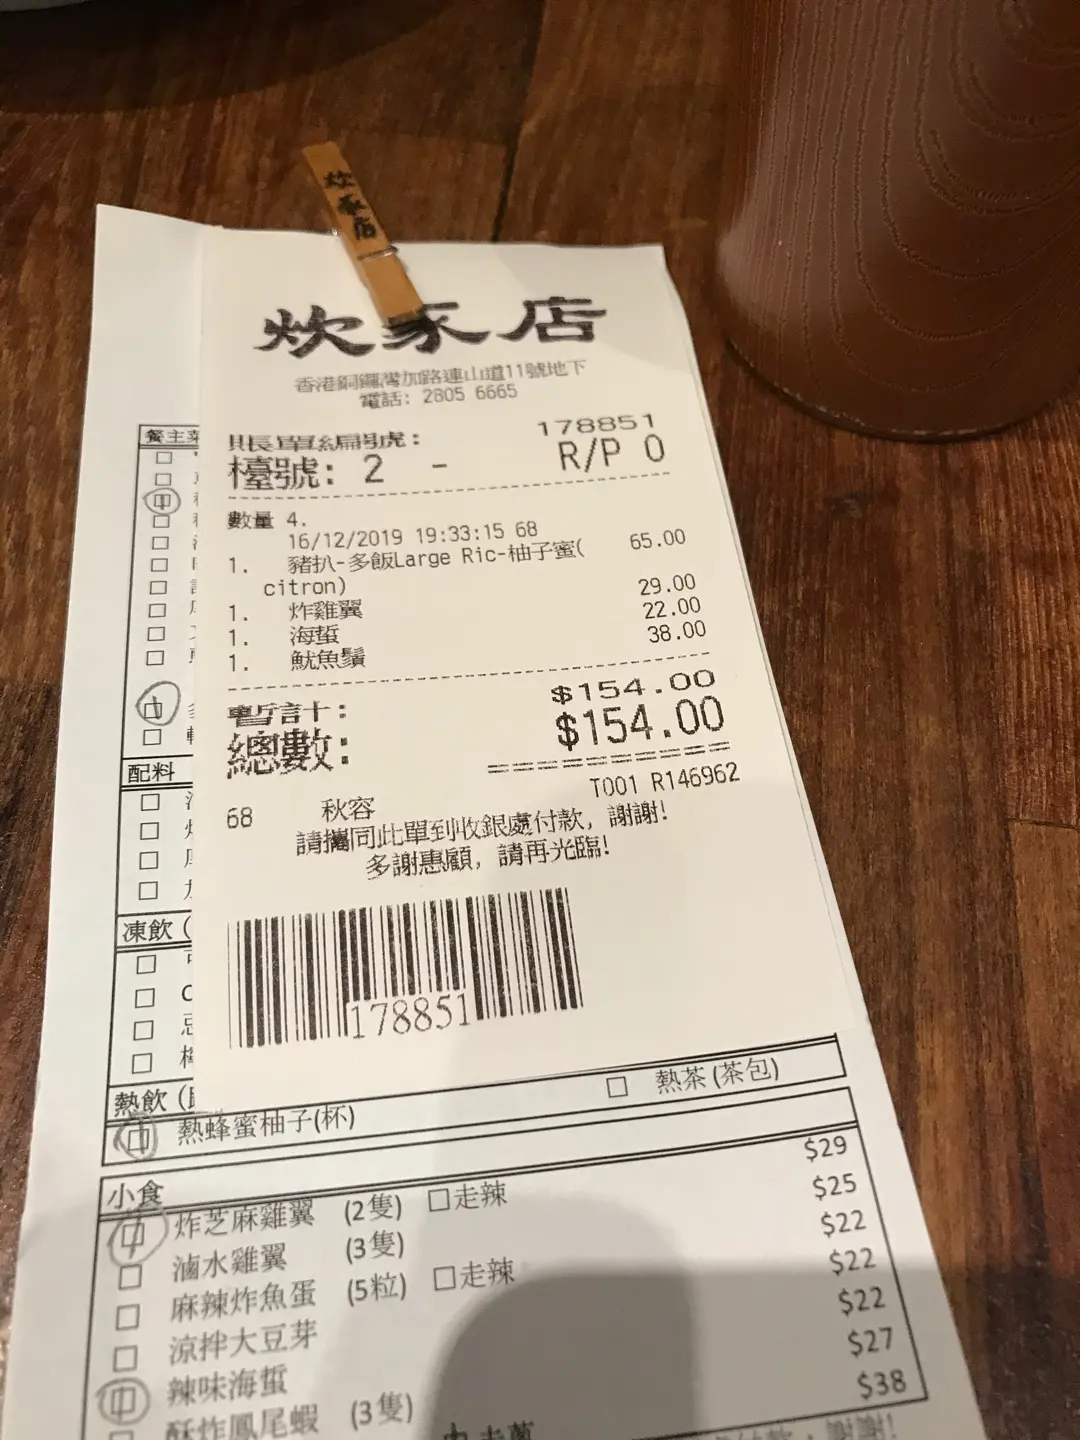 炊家店
炊家店
香港銅鑼灣加路連山道11號地下
電話: 2805 6665
賬單編號: 178851
檯號: 2 - R/P 0
數量 4.
16/12/2019 19:33:15 68
1. 豬扒-多飯Large Ric-柚子蜜( 65.00
citron)
1. 炸雞翼 29.00
1. 海蜇 22.00
1. 魷魚鬚 38.00
暫計: $154.00
總數: $154.00
T001 R146962
68 秋容
請攜同此單到收銀處付款, 謝謝!
多謝惠顧, 請再光臨!
178851
餐主菜
配料
凍飲 (
熱飲 (
熱蜂蜜柚子(杯) 熱茶 (茶包)
小食
炸芝麻雞翼 (2隻) 走辣 $29
滷水雞翼 (3隻) $25
麻辣炸魚蛋 (5粒) 走辣 $22
涼拌大豆芽 $22
辣味海蜇 $22
酥炸鳳尾蝦 (3隻) $27
$38
謝謝!